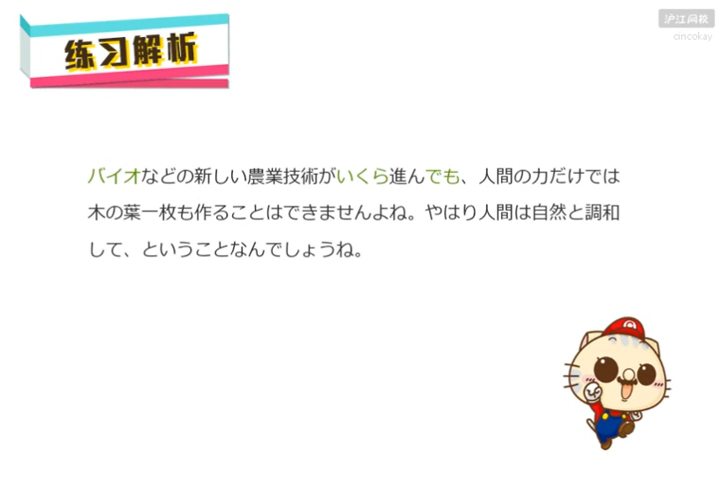 练习解析
沪江网校
cincokay
バイオなどの新しい農業技術がいくら進んでも、人間の力だけでは
木の葉一枚も作ることはできませんよね。やはり人間は自然と調和
して、ということなんでしょうね。